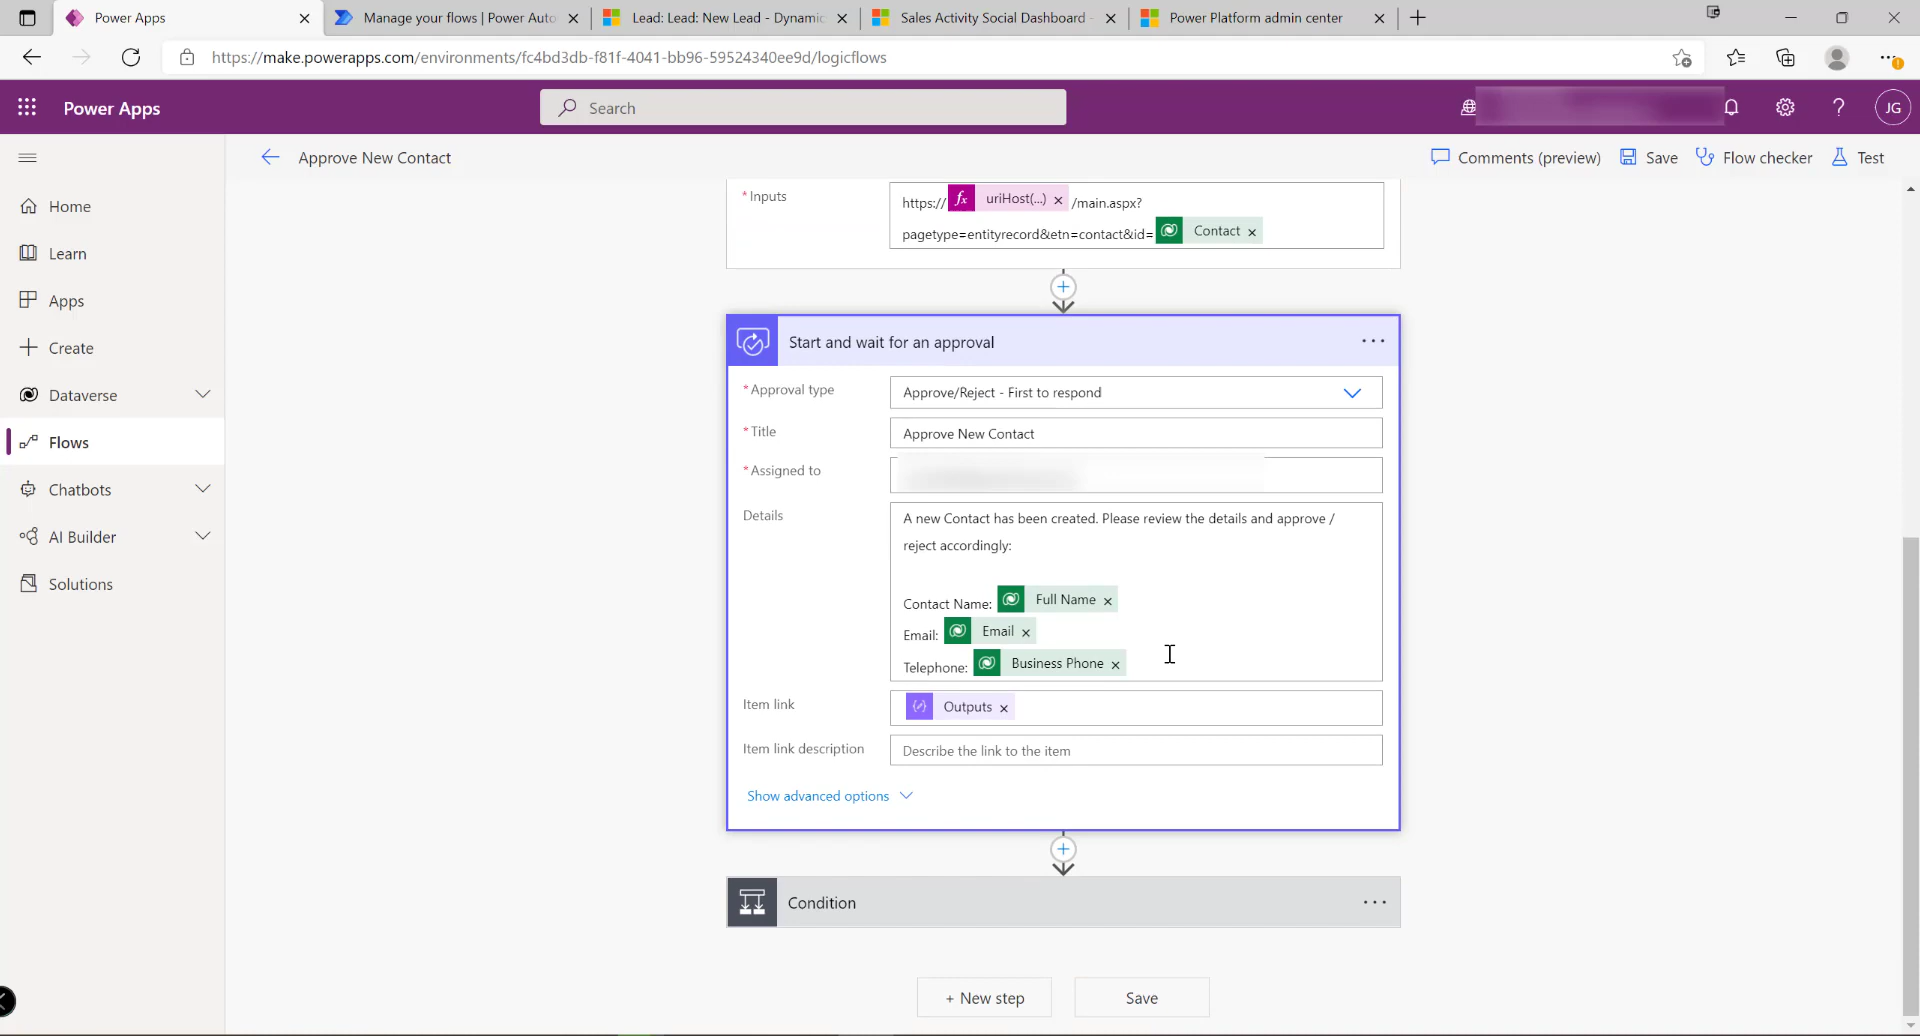 Power Apps
Manage your flows | Power Auto
Lead: Lead: New Lead - Dynamic
Sales Activity Social Dashboard -
Power Platform admin center
https://make.powerapps.com/environments/fc4bd3db-f81f-4041-bb96-59524340ee9d/logicflows
Power Apps
Search
?
JG
Approve New Contact
Comments (preview)
Save
Flow checker
Test
Home
Learn
Apps
Create
Dataverse
Flows
Chatbots
AI Builder
Solutions
* Inputs
https:// fx uriHost(...) × /main.aspx?
pagetype=entityrecord&etn=contact&id= Contact ×
Start and wait for an approval
* Approval type
Approve/Reject - First to respond
* Title
Approve New Contact
* Assigned to
Details
A new Contact has been created. Please review the details and approve /
reject accordingly:
Contact Name: Full Name ×
Email: Email ×
Telephone: Business Phone ×
Item link
Outputs ×
Item link description
Describe the link to the item
Show advanced options
Condition
+ New step
Save